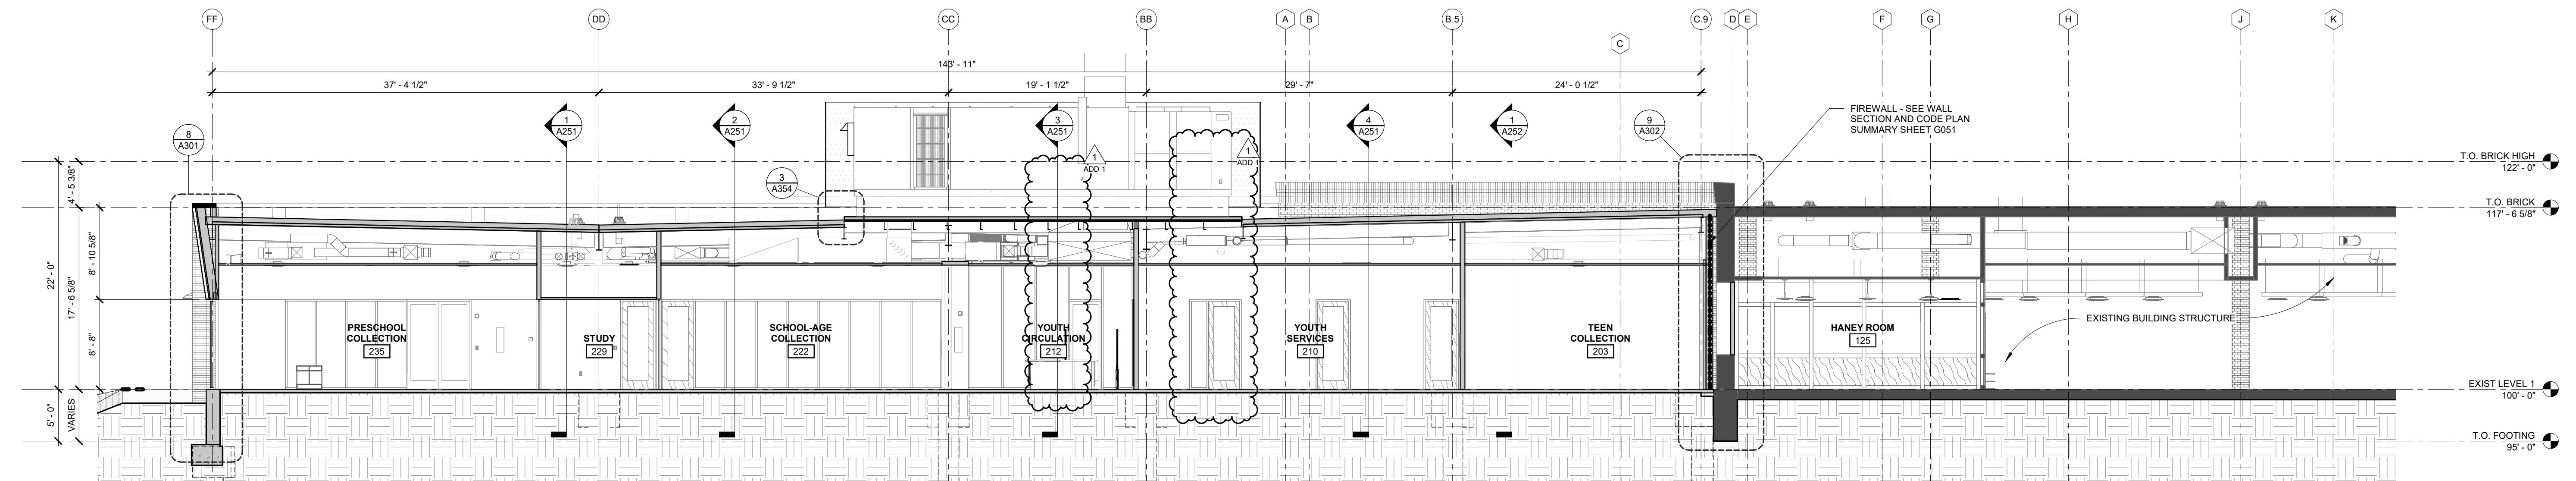 FF
DD
CC
BB
A
B
B.5
C
C.9
D
E
F
G
H
J
K
143' - 11"
37' - 4 1/2"
33' - 9 1/2"
19' - 1 1/2"
29' - 7"
24' - 0 1/2"
8
A301
1
A251
2
A251
3
A354
3
A251
1
ADD 1
1
ADD 1
4
A251
1
A252
9
A302
FIREWALL - SEE WALL
SECTION AND CODE PLAN
SUMMARY SHEET G051
T.O. BRICK HIGH
122' - 0"
T.O. BRICK
117' - 6 5/8"
EXIST LEVEL 1
100' - 0"
T.O. FOOTING
95' - 0"
4' - 5 3/8"
22' - 0"
17' - 6 5/8"
8' - 10 5/8"
8' - 8"
5' - 0"
VARIES
PRESCHOOL
COLLECTION
235
STUDY
229
SCHOOL-AGE
COLLECTION
222
YOUTH
CIRCULATION
212
YOUTH
SERVICES
210
TEEN
COLLECTION
203
HANEY ROOM
125
EXISTING BUILDING STRUCTURE